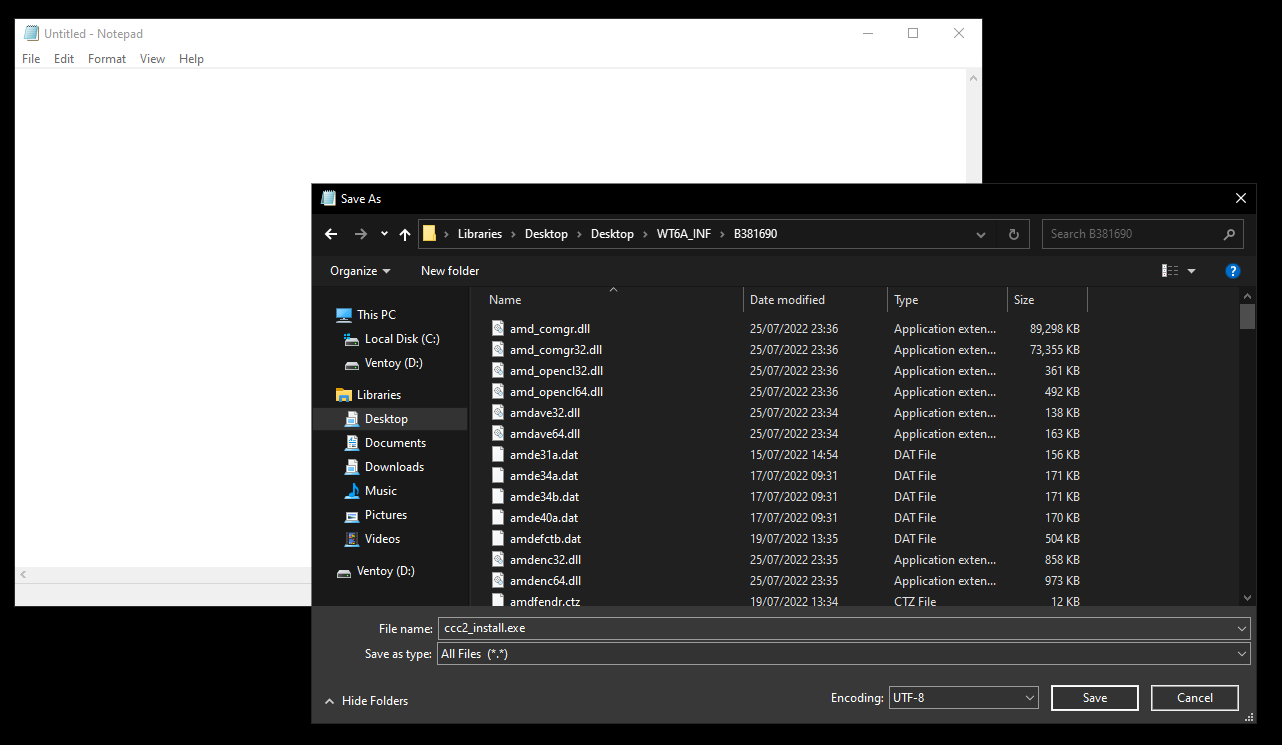 Untitled - Notepad
File Edit Format View Help
Save As
Libraries Desktop Desktop WT6A_INF B381690 Search B381690
Organize New folder
Name Date modified Type Size
This PC
Local Disk (C:)
Ventoy (D:)
Libraries
Desktop
Documents
Downloads
Music
Pictures
Videos
Ventoy (D:)
amd_comgr.dll 25/07/2022 23:36 Application exten... 89,298 KB
amd_comgr32.dll 25/07/2022 23:36 Application exten... 73,355 KB
amd_opencl32.dll 25/07/2022 23:36 Application exten... 361 KB
amd_opencl64.dll 25/07/2022 23:36 Application exten... 492 KB
amdave32.dll 25/07/2022 23:34 Application exten... 138 KB
amdave64.dll 25/07/2022 23:34 Application exten... 163 KB
amde31a.dat 15/07/2022 14:54 DAT File 156 KB
amde34a.dat 17/07/2022 09:31 DAT File 171 KB
amde34b.dat 17/07/2022 09:31 DAT File 171 KB
amde40a.dat 17/07/2022 09:31 DAT File 170 KB
amdefctb.dat 19/07/2022 13:35 DAT File 504 KB
amdenc32.dll 25/07/2022 23:35 Application exten... 858 KB
amdenc64.dll 25/07/2022 23:35 Application exten... 973 KB
amdfendr.ctz 19/07/2022 13:34 CTZ File 12 KB
File name: ccc2_install.exe
Save as type: All Files (*.*)
Hide Folders Encoding: UTF-8 Save Cancel